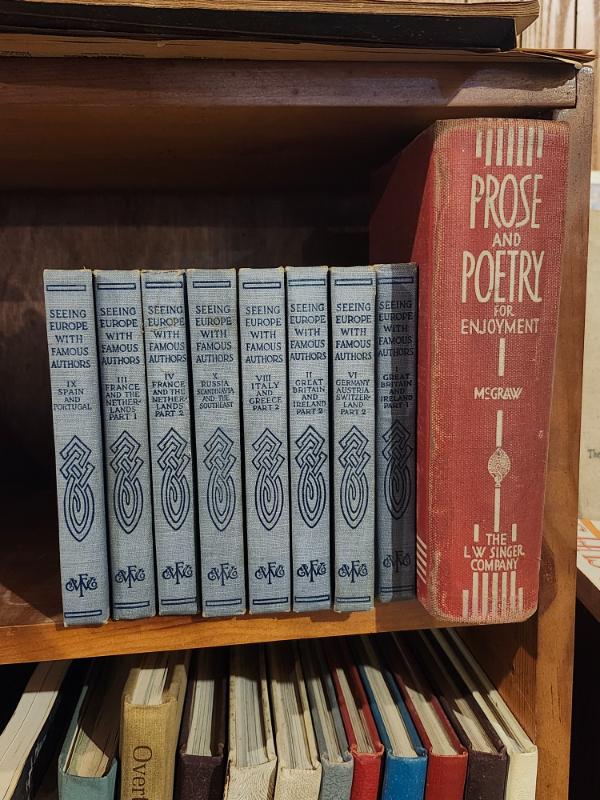 SEEING
EUROPE
WITH
FAMOUS
AUTHORS
IX
SPAIN
AND
PORTUGAL
SEEING
EUROPE
WITH
FAMOUS
AUTHORS
III
FRANCE
AND THE
NETHER-
LANDS
PART 1
SEEING
EUROPE
WITH
FAMOUS
AUTHORS
IV
FRANCE
AND THE
NETHER-
LANDS
PART 2
SEEING
EUROPE
WITH
FAMOUS
AUTHORS
X
RUSSIA
SCANDINAVIA
AND THE
SOUTHEAST
SEEING
EUROPE
WITH
FAMOUS
AUTHORS
VIII
ITALY
AND
GREECE
PART 2
SEEING
EUROPE
WITH
FAMOUS
AUTHORS
II
GREAT
BRITAIN
AND
IRELAND
PART 2
SEEING
EUROPE
WITH
FAMOUS
AUTHORS
VI
GERMANY
AUSTRIA
SWITZER-
LAND
PART 2
SEEING
EUROPE
WITH
FAMOUS
AUTHORS
I
GREAT
BRITAIN
AND
IRELAND
PART 1
PROSE
AND
POETRY
FOR
ENJOYMENT
McGRAW
THE
L.W. SINGER
COMPANY